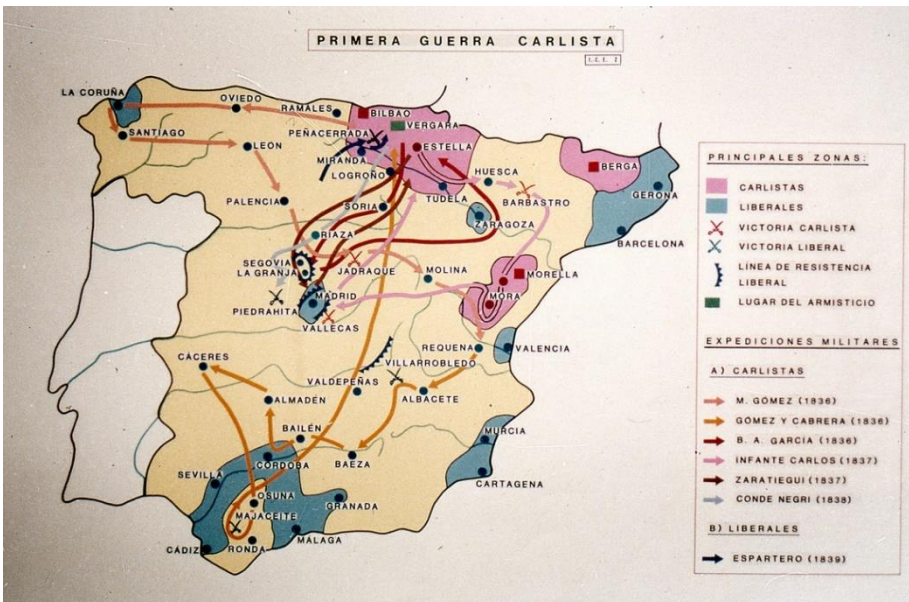 PRIMERA GUERRA CARLISTA
LA CORUÑA
OVIEDO
RAMALES
BILBAO
VERGARA
PEÑACERRADA
ESTELLA
SANTIAGO
LEÓN
MIRANDA
LOGROÑO
HUESCA
BERGA
GERONA
PALENCIA
SORIA
TUDELA
BARBASTRO
ZARAGOZA
BARCELONA
RÍAZA
SEGOVIA
LA GRANJA
JADRAQUE
MOLINA
MORELLA
MORA
PIEDRAHITA
MADRID
VALLECAS
CÁCERES
REQUENA
VALENCIA
VILLARROBLEDO
VALDEPEÑAS
ALBACETE
ALMADÉN
BAILÉN
MURCIA
CÓRDOBA
BAEZA
SEVILLA
CARTAGENA
OSUNA
GRANADA
MAJACEITE
CÁDIZ
RONDA
MÁLAGA
PRINCIPALES ZONAS:
CARLISTAS
LIBERALES
VICTORIA CARLISTA
VICTORIA LIBERAL
LÍNEA DE RESISTENCIA
LIBERAL
LUGAR DEL ARMISTICIO
EXPEDICIONES MILITARES
A) CARLISTAS
M. GÓMEZ (1836)
GÓMEZ Y CABRERA (1836)
B. A. GARCÍA (1836)
INFANTE CARLOS (1837)
ZARATIEGUI (1837)
CONDE NEGRI (1838)
B) LIBERALES
ESPARTERO (1839)